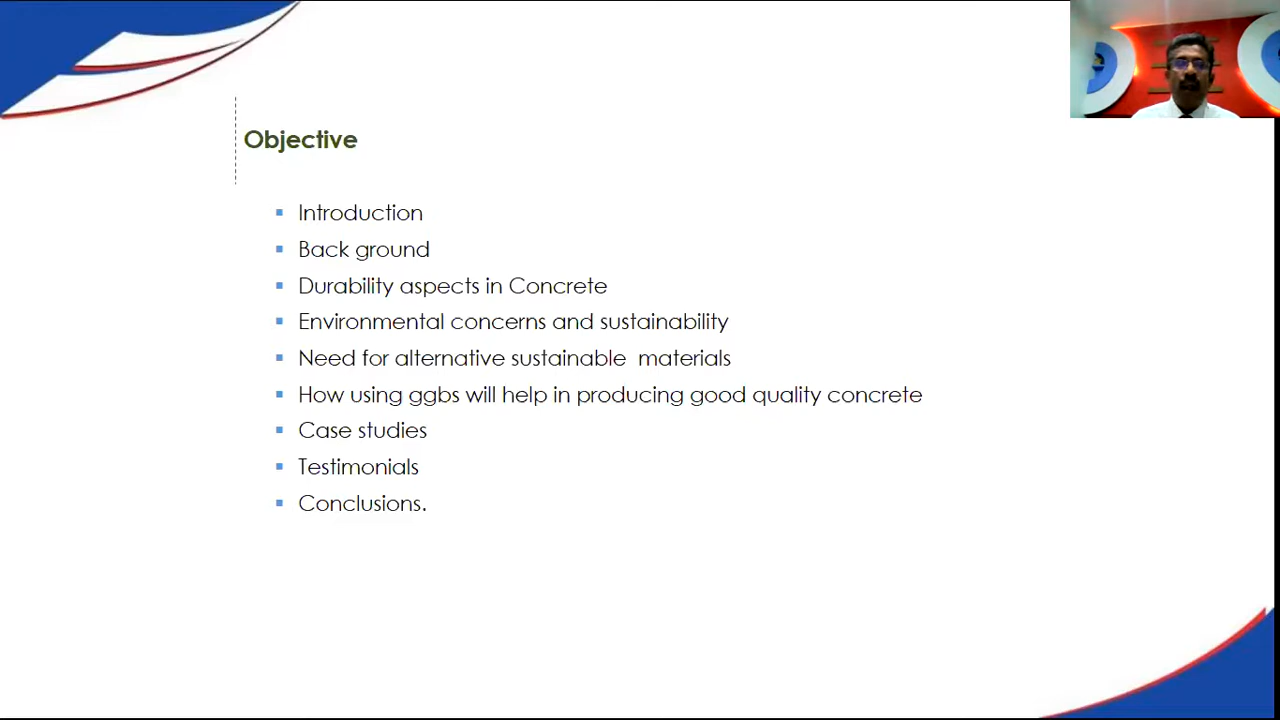 Objective
Introduction
Back ground
Durability aspects in Concrete
Environmental concerns and sustainability
Need for alternative sustainable  materials
How using ggbs will help in producing good quality concrete
Case studies
Testimonials
Conclusions.